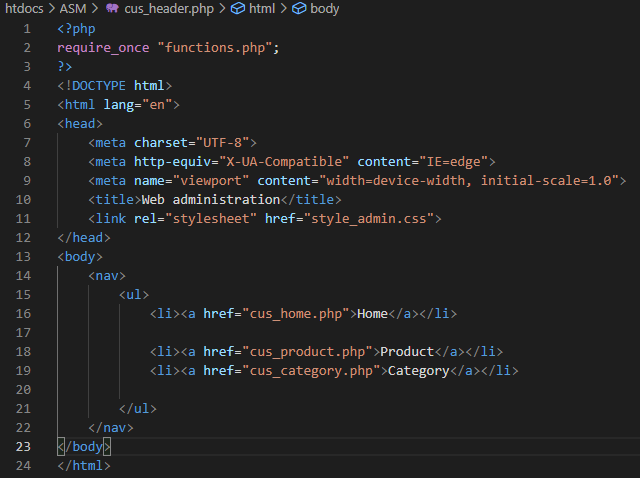 htdocs > ASM > cus_header.php > html > body
1 <?php
2 require_once "functions.php";
3 ?>
4 <!DOCTYPE html>
5 <html lang="en">
6 <head>
7 <meta charset="UTF-8">
8 <meta http-equiv="X-UA-Compatible" content="IE=edge">
9 <meta name="viewport" content="width=device-width, initial-scale=1.0">
10 <title>Web administration</title>
11 <link rel="stylesheet" href="style_admin.css">
12 </head>
13 <body>
14 <nav>
15 <ul>
16 <li><a href="cus_home.php">Home</a></li>
17
18 <li><a href="cus_product.php">Product</a></li>
19 <li><a href="cus_category.php">Category</a></li>
20
21 </ul>
22 </nav>
23 </body>
24 </html>